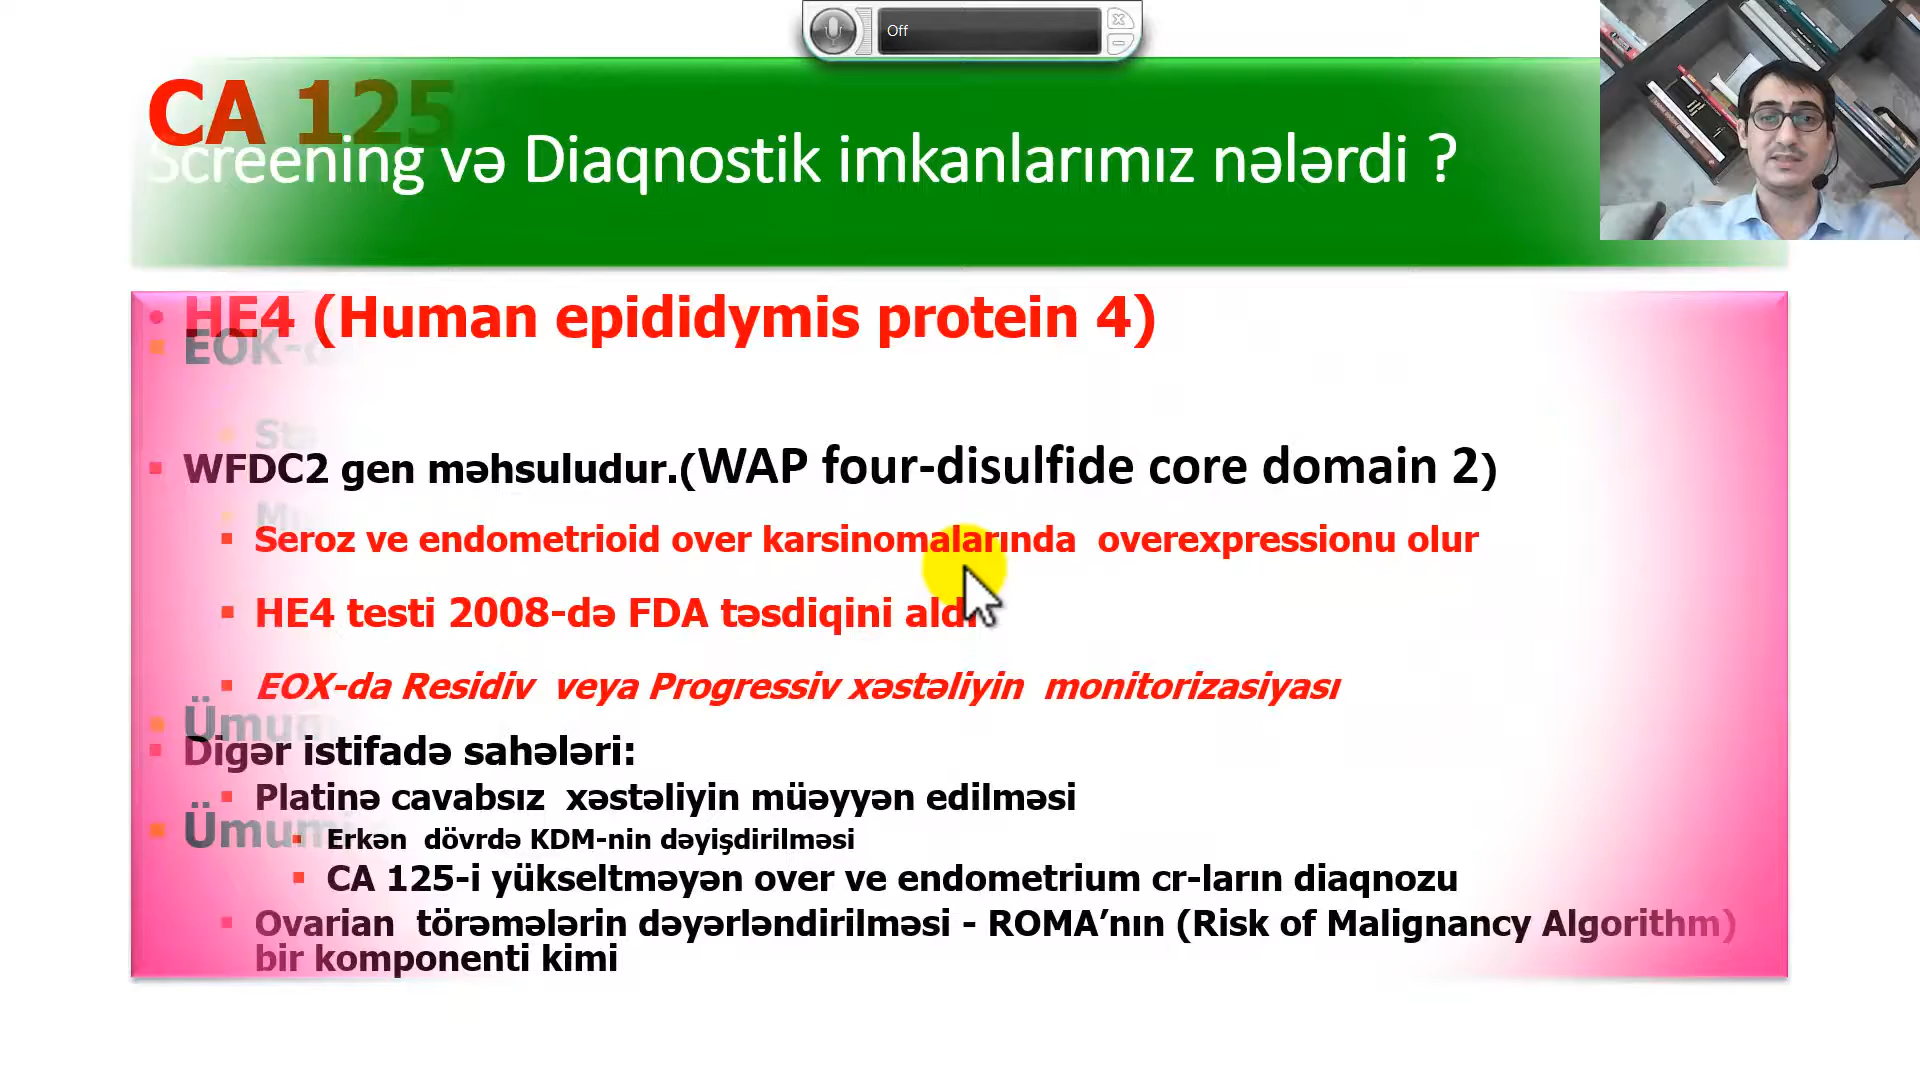 Off
CA 125
Screening və Diaqnostik imkanlarımız nələrdi ?
• HE4 (Human epididymis protein 4)
EOK-d
WFDC2 gen məhsuludur.(WAP four-disulfide core domain 2)
Seroz ve endometrioid over karsinomalarında overexpressionu olur
HE4 testi 2008-də FDA təsdiqini aldı
EOX-da Residiv veya Progressiv xəstəliyin monitorizasiyası
Digər istifadə sahələri:
Platinə cavabsız xəstəliyin müəyyən edilməsi
Erkən dövrdə KDM-nin dəyişdirilməsi
CA 125-i yükseltməyən over ve endometrium cr-ların diaqnozu
Ovarian törəmələrin dəyərləndirilməsi - ROMA’nın (Risk of Malignancy Algorithm)
bir komponenti kimi